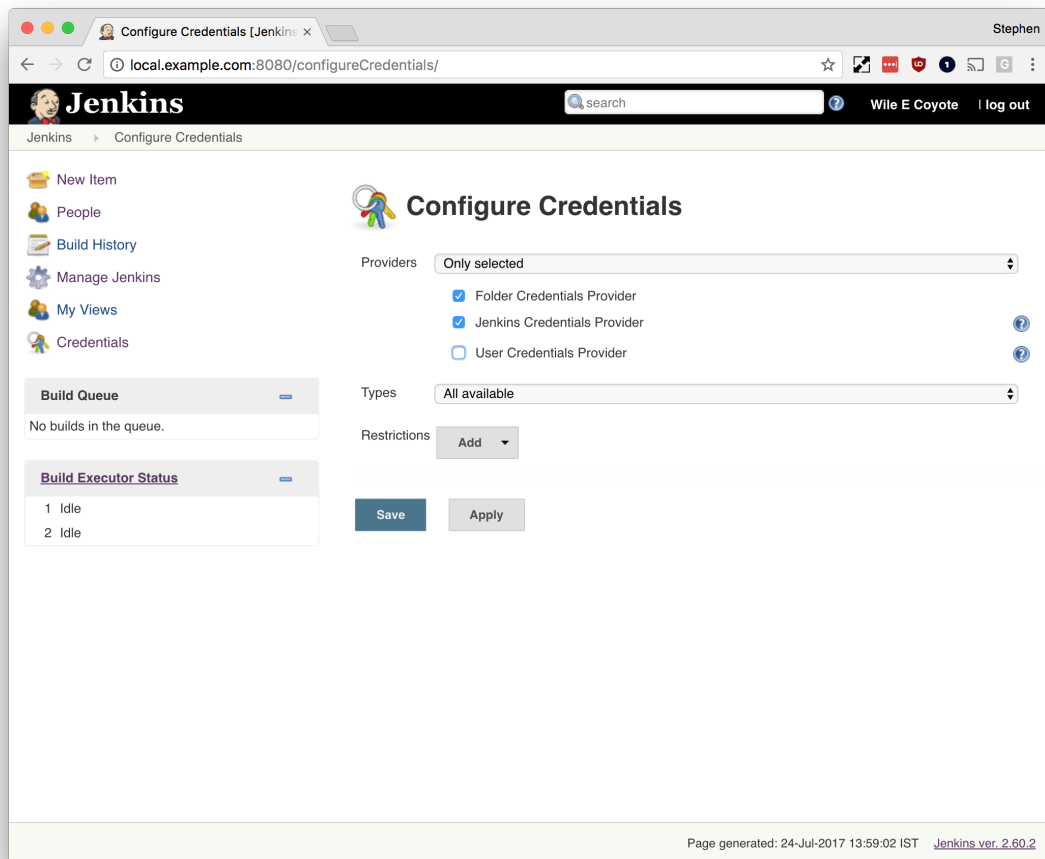 Configure Credentials [Jenkins
Stephen
local.example.com:8080/configureCredentials/
Jenkins
search
Wile E Coyote
| log out
Jenkins
Configure Credentials
New Item
People
Build History
Manage Jenkins
My Views
Credentials
Build Queue
No builds in the queue.
Build Executor Status
1 Idle
2 Idle
Configure Credentials
Providers
Only selected
Folder Credentials Provider
Jenkins Credentials Provider
User Credentials Provider
Types
All available
Restrictions
Add
Save
Apply
Page generated: 24-Jul-2017 13:59:02 IST
Jenkins ver. 2.60.2